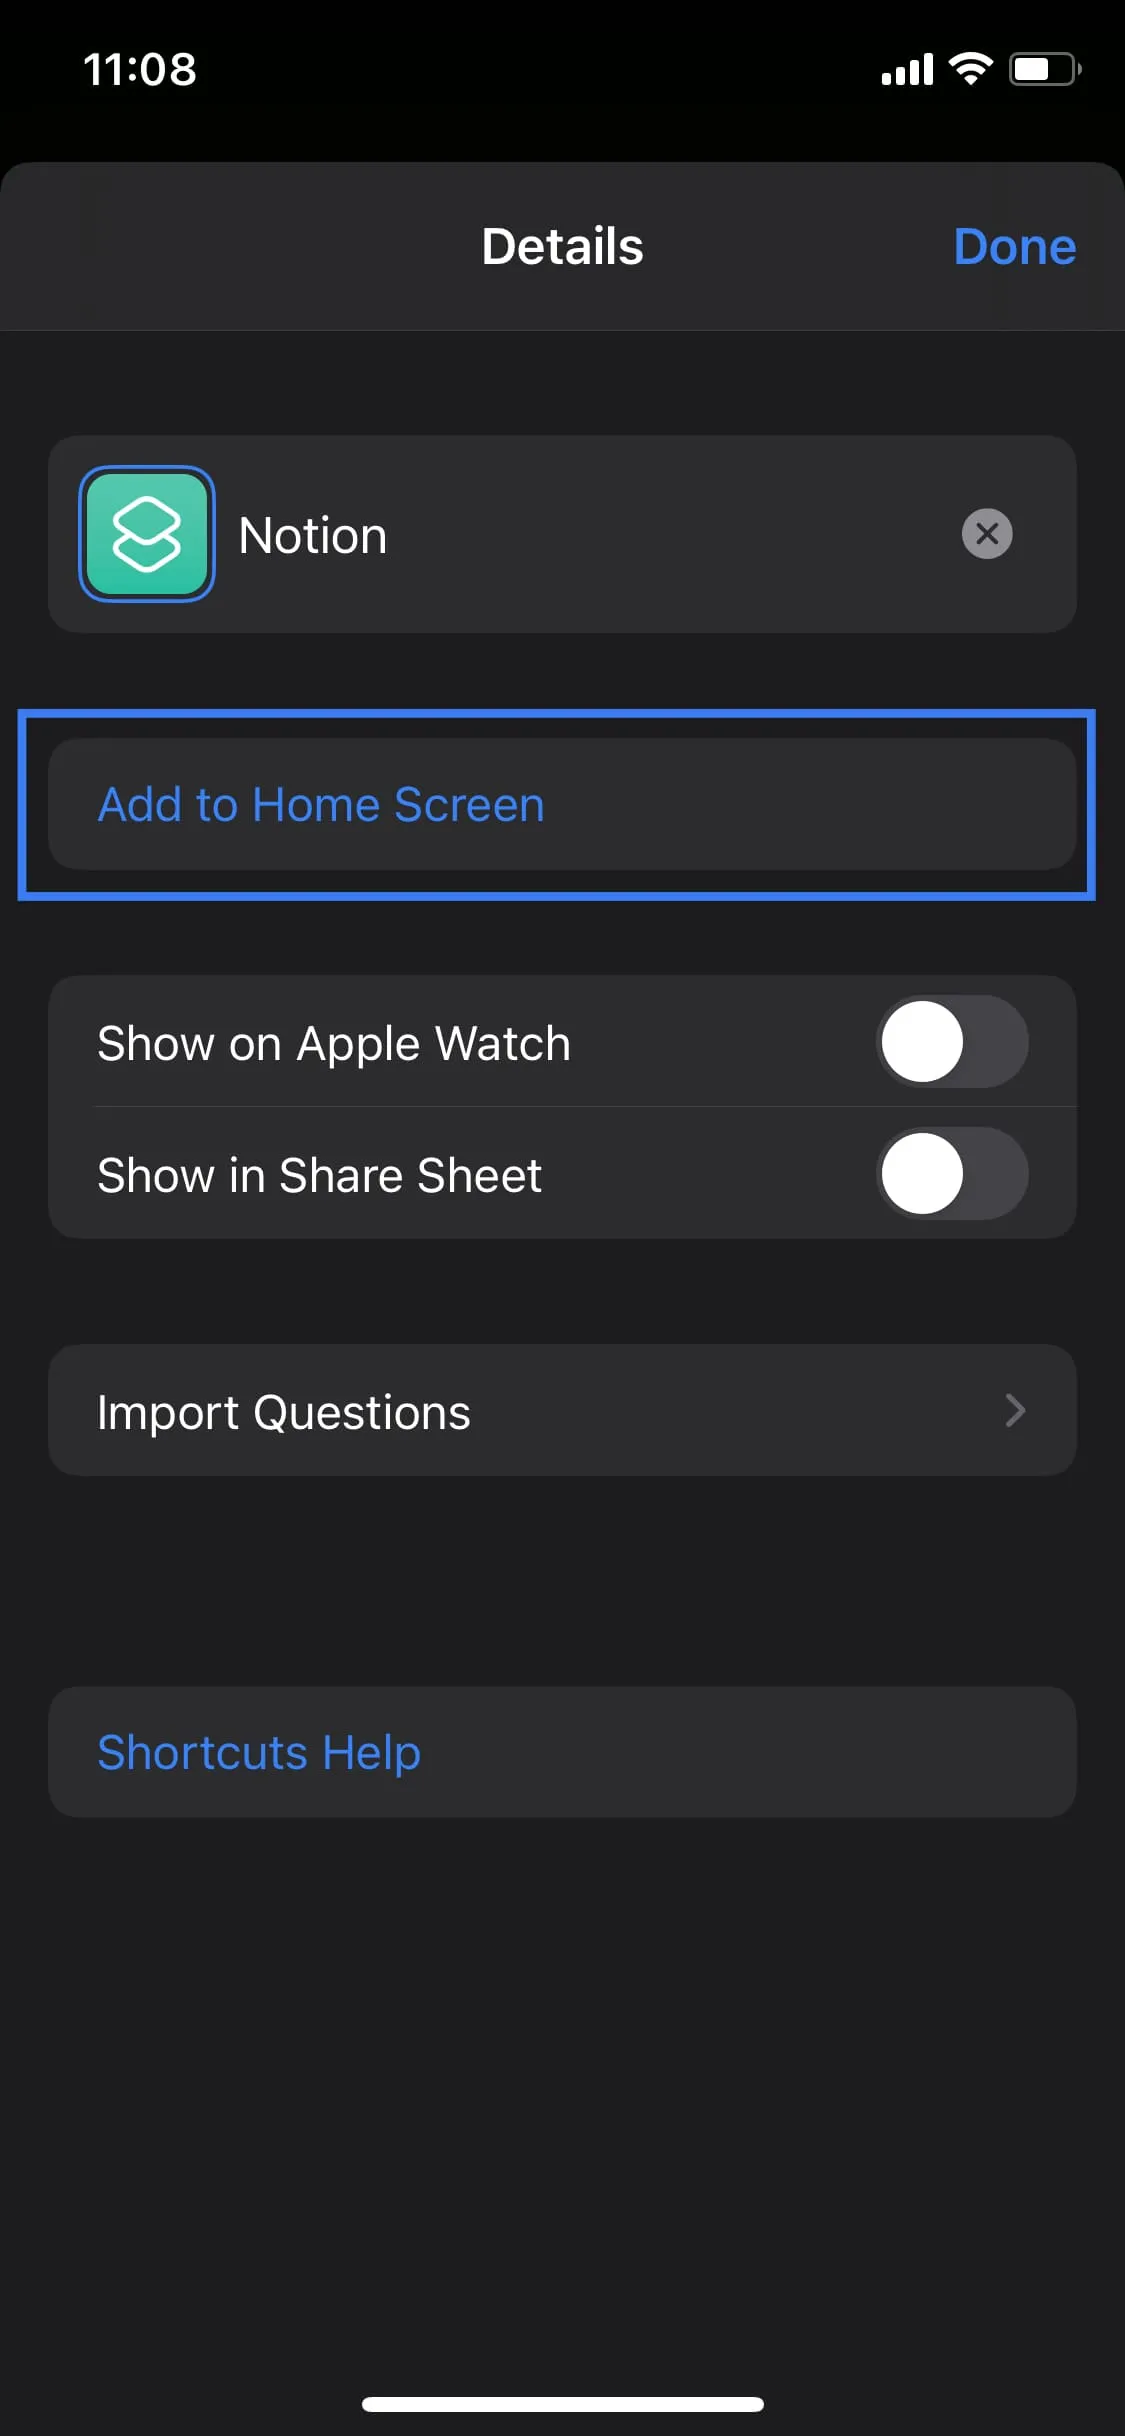 11:08
Details
Done
Notion
Add to Home Screen
Show on Apple Watch
Show in Share Sheet
Import Questions
Shortcuts Help